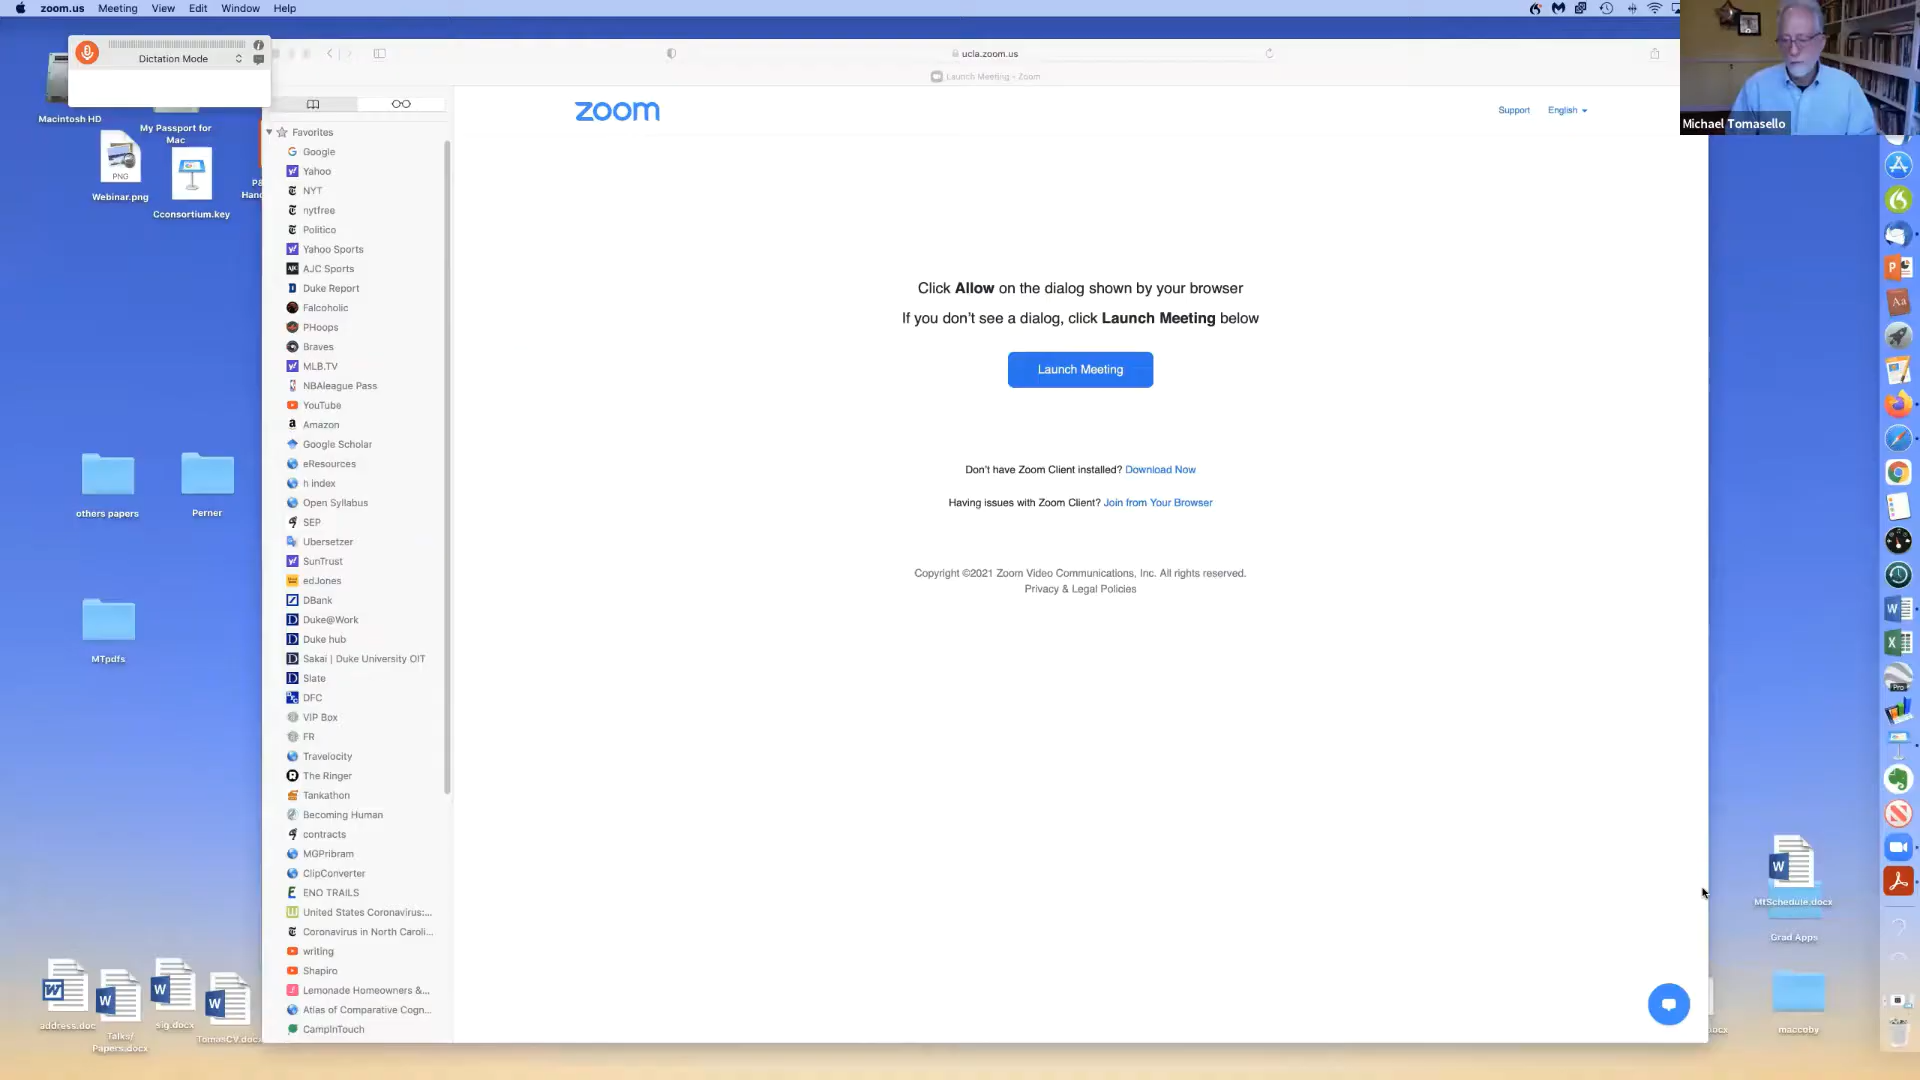 zoom.us Meeting View Edit Window Help
Dictation Mode
Macintosh HD
My Passport for
Mac
PNG
Webinar.png
Cconsortium.key
ucla.zoom.us
Launch Meeting - Zoom
Favorites
Google
Yahoo
NYT
nytfree
Politico
Yahoo Sports
AJC Sports
Duke Report
Falcoholic
PHoops
Braves
MLB.TV
NBAleague Pass
YouTube
Amazon
Google Scholar
eResources
h index
Open Syllabus
SEP
Ubersetzer
SunTrust
edJones
DBank
Duke@Work
Duke hub
Sakai | Duke University OIT
Slate
DFC
VIP Box
FR
Travelocity
The Ringer
Tankathon
Becoming Human
contracts
MGPribram
ClipConverter
ENO TRAILS
United States Coronavirus:...
Coronavirus in North Caroli...
writing
Shapiro
Lemonade Homeowners &...
Atlas of Comparative Cogn...
CampInTouch
zoom
Support English
Click Allow on the dialog shown by your browser
If you don't see a dialog, click Launch Meeting below
Launch Meeting
Don't have Zoom Client installed? Download Now
Having issues with Zoom Client? Join from Your Browser
Copyright ©2021 Zoom Video Communications, Inc. All rights reserved.
Privacy & Legal Policies
Michael Tomasello
others papers
Perner
MTpdfs
address.doc
Talks/
Papers.docx
sig.docx
TomasCV.docx
MtSchedule.docx
Grad Apps
maccoby